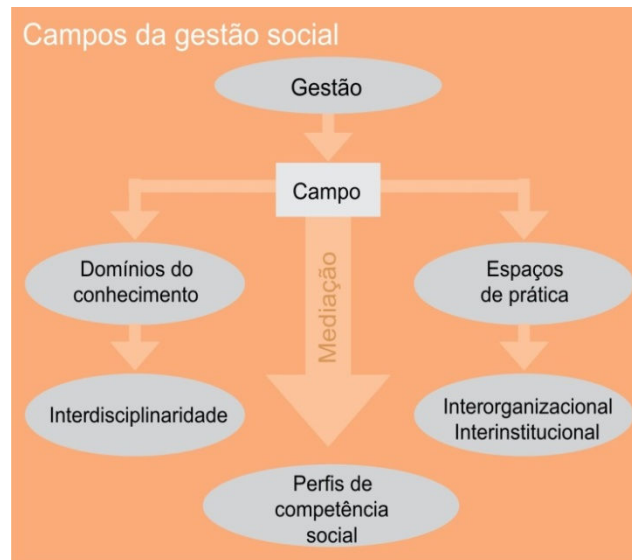 Campos da gestão social
Gestão
Campo
Domínios do
conhecimento
Mediação
Espaços
de prática
Interdisciplinaridade
Interorganizacional
Interinstitucional
Perfis de
competência
social